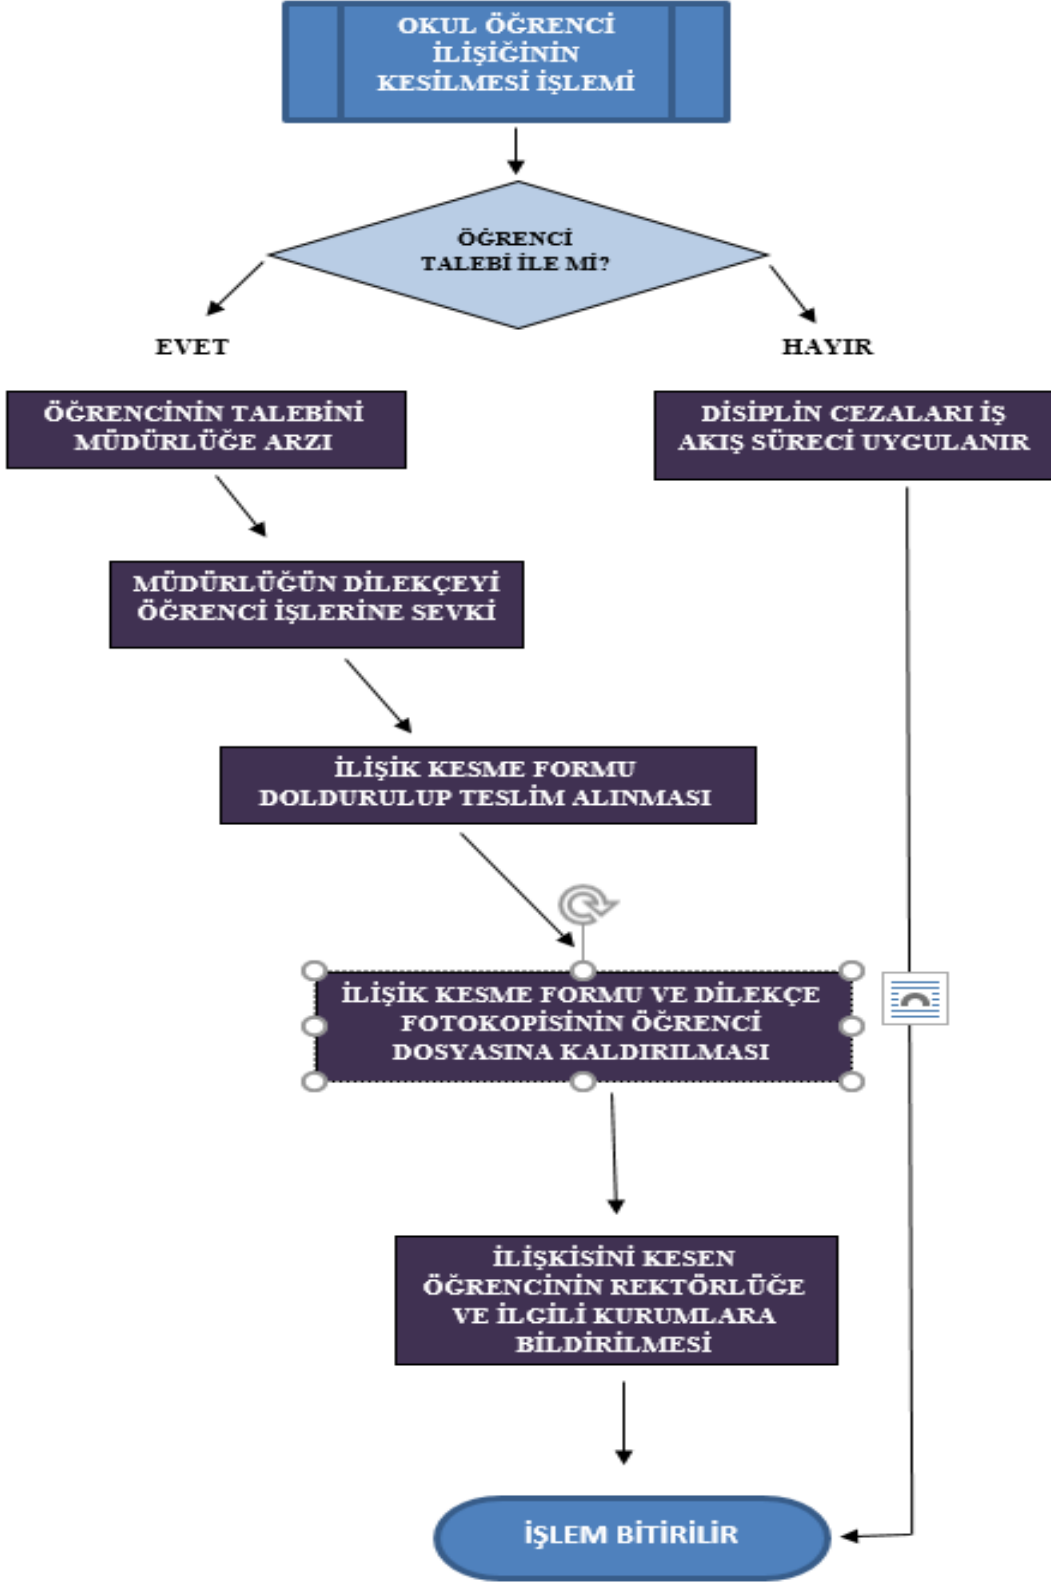 OKUL ÖĞRENCİ
İLİŞİĞİNİN
KESİLMESİ İŞLEMİ
ÖĞRENCİ
TALEBİ İLE Mİ?
EVET
HAYIR
ÖĞRENCİNİN TALEBİNİ
MÜDÜRLÜĞE ARZI
DİSİPLİN CEZALARI İŞ
AKIŞ SÜRECİ UYGULANIR
MÜDÜRLÜĞÜN DİLEKÇEYİ
ÖĞRENCİ İŞLERİNE SEVKİ
İLİŞİK KESME FORMU
DOLDURULUP TESLİM ALINMASI
İLİŞİK KESME FORMU VE DİLEKÇE
FOTOKOPİSİNİN ÖĞRENCİ
DOSYASINA KALDIRILMASI
İLİŞKİSİNİ KESEN
ÖĞRENCİNİN REKTÖRLÜĞE
VE İLGİLİ KURUMLARA
BİLDİRİLMESİ
İŞLEM BİTİRİLİR